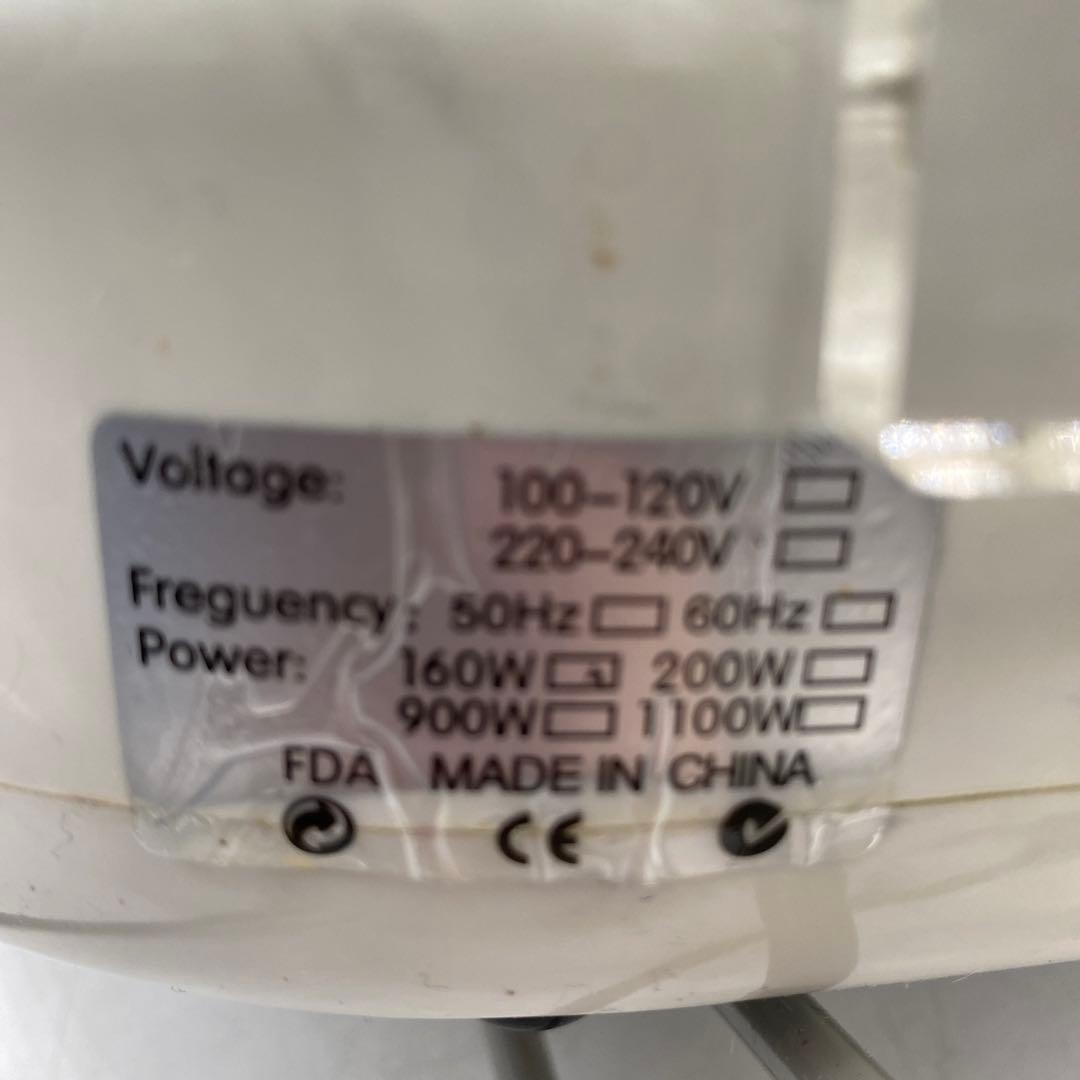 Voltage: 100-120V □
220-240V □
Freguency: 50Hz □ 60Hz □
Power: 160W □ 200W □
900W □ 1100W □
FDA MADE IN CHINA
CE